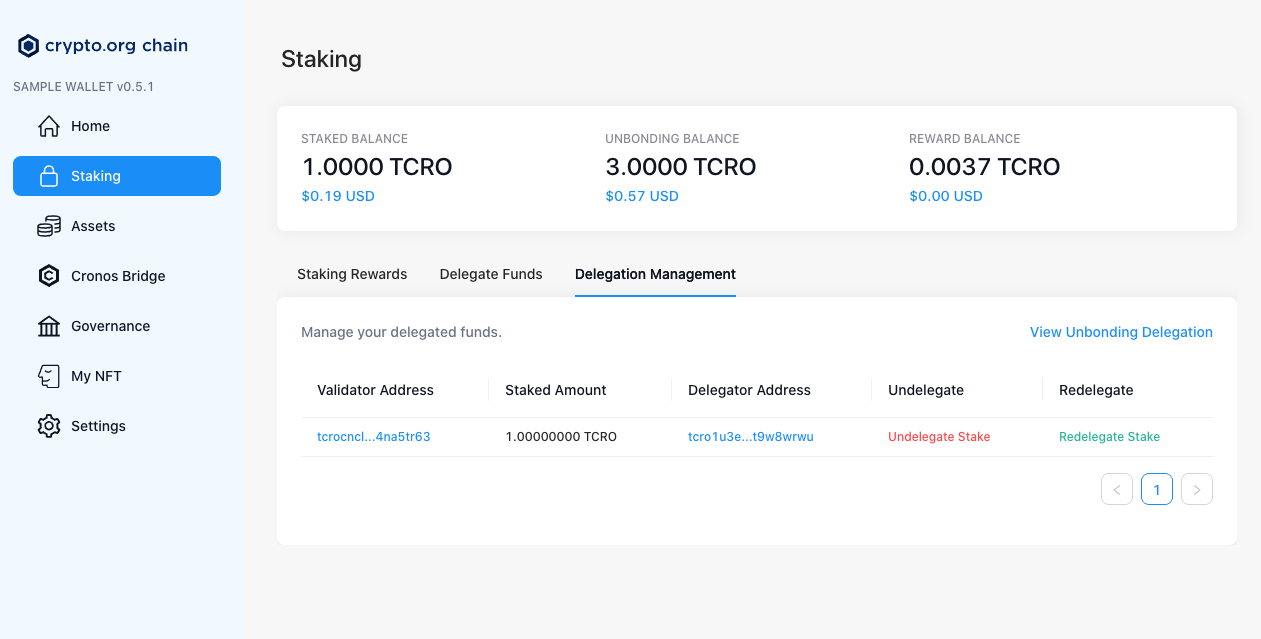 crypto.org chain
SAMPLE WALLET v0.5.1
Home
Staking
Assets
Cronos Bridge
Governance
My NFT
Settings
Staking
STAKED BALANCE UNBONDING BALANCE REWARD BALANCE
1.0000 TCRO 3.0000 TCRO 0.0037 TCRO
$0.19 USD $0.57 USD $0.00 USD
Staking Rewards Delegate Funds Delegation Management
Manage your delegated funds. View Unbonding Delegation
Validator Address Staked Amount Delegator Address Undelegate Redelegate
tcrocncl...4na5tr63 1.00000000 TCRO tcro1u3e...t9w8wrwu Undelegate Stake Redelegate Stake
< 1 >